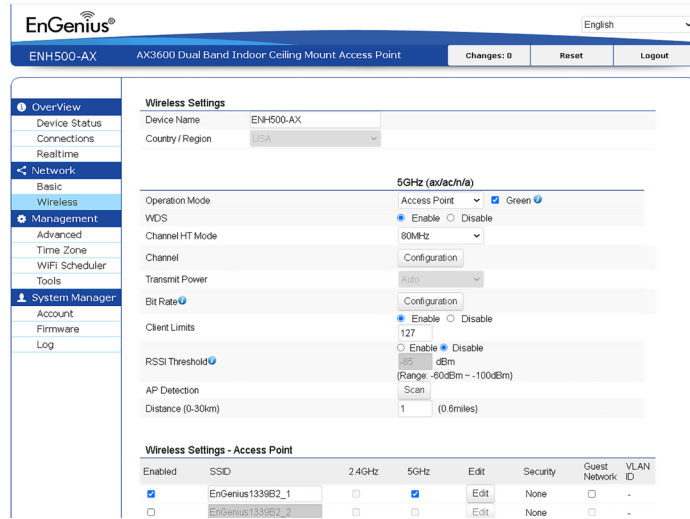 EnGenius®
English
ENH500-AX AX3600 Dual Band Indoor Ceiling Mount Access Point Changes: 0 Reset Logout
OverView
Device Status
Connections
Realtime
Network
Basic
Wireless
Management
Advanced
Time Zone
WiFi Scheduler
Tools
System Manager
Account
Firmware
Log
Wireless Settings
Device Name ENH500-AX
Country / Region USA
5GHz (ax/ac/n/a)
Operation Mode Access Point Green
WDS Enable Disable
Channel HT Mode 80MHz
Channel Configuration
Transmit Power Auto
Bit Rate Configuration
Client Limits Enable Disable
127
RSSI Threshold Enable Disable
-85 dBm
(Range: -60dBm ~ -100dBm)
AP Detection Scan
Distance (0-30km) 1 (0.6miles)
Wireless Settings - Access Point
Enabled SSID 2.4GHz 5GHz Edit Security Guest Network VLAN ID
EnGenius1339B2_1 Edit None -
EnGenius1339B2_2 Edit None -